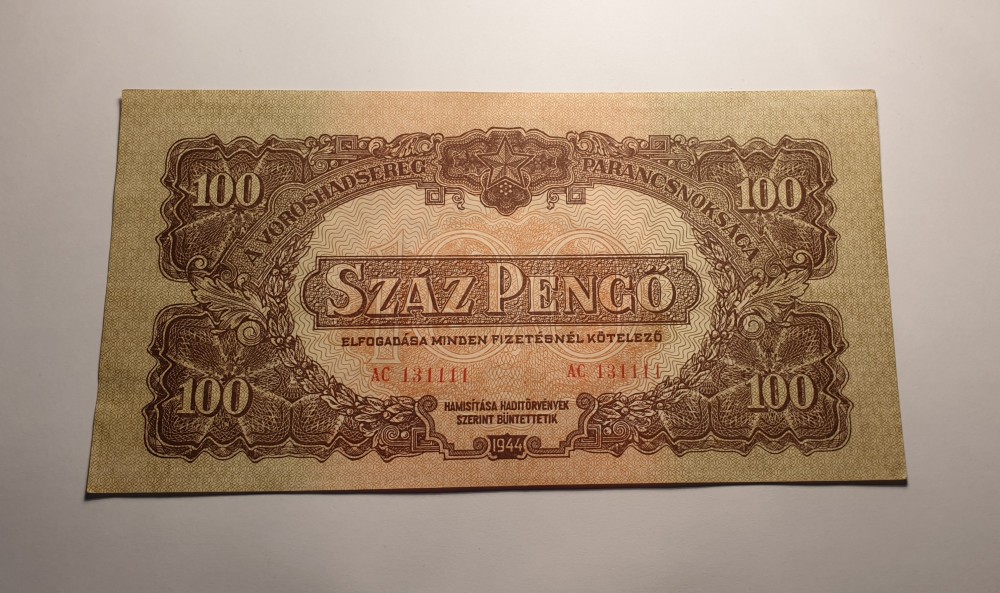 A VÖRÖSHADSEREG PARANCSNOKSÁGA
100 100
100
SZÁZ PENGŐ
ELFOGADÁSA MINDEN FIZETÉSNÉL KÖTELEZŐ
AC 131111 AC 131111
100 100
HAMISÍTÁSA HADITÖRVÉNYEK
SZERINT BÜNTETTETIK
1944